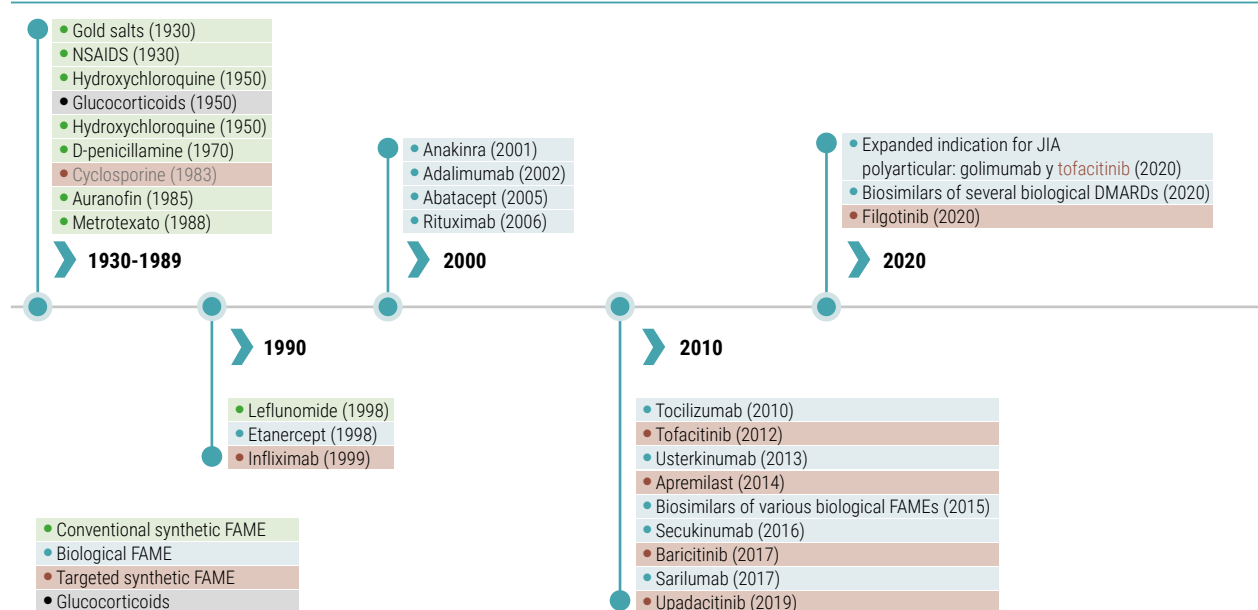 Gold salts (1930)
NSAIDS (1930)
Hydroxychloroquine (1950)
Glucocorticoids (1950)
Hydroxychloroquine (1950)
D-penicillamine (1970)
Cyclosporine (1983)
Auranofin (1985)
Metrotexato (1988)
1930-1989
Anakinra (2001)
Adalimumab (2002)
Abatacept (2005)
Rituximab (2006)
2000
Expanded indication for JIA
polyarticular: golimumab y tofacitinib (2020)
Biosimilars of several biological DMARDs (2020)
Filgotinib (2020)
2020
1990
Leflunomide (1998)
Etanercept (1998)
Infliximab (1999)
2010
Tocilizumab (2010)
Tofacitinib (2012)
Usterkinumab (2013)
Apremilast (2014)
Biosimilars of various biological FAMEs (2015)
Secukinumab (2016)
Baricitinib (2017)
Sarilumab (2017)
Upadacitinib (2019)
Conventional synthetic FAME
Biological FAME
Targeted synthetic FAME
Glucocorticoids